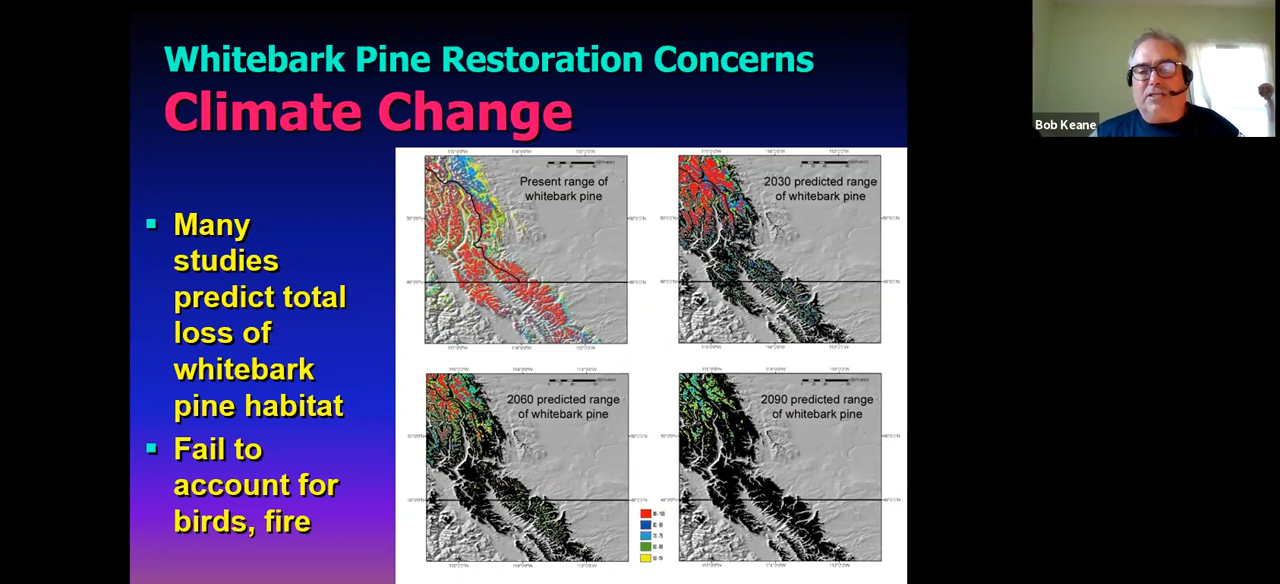 Whitebark Pine Restoration Concerns
Climate Change
Bob Keane
Many
studies
predict total
loss of
whitebark
pine habitat
Fail to
account for
birds, fire
Present range of
whitebark pine
2030 predicted range
of whitebark pine
2060 predicted range
of whitebark pine
2090 predicted range
of whitebark pine